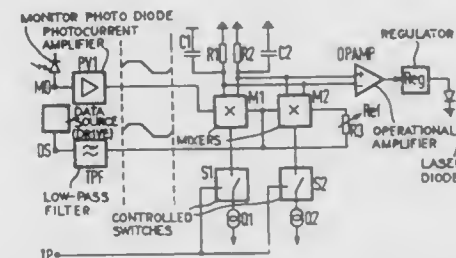 MONITOR PHOTO DIODE
PHOTOCURRENT
AMPLIFIER
PV1
MD
DATA
SOURCE
(DRIVE)
DS
TPF
LOW-PASS
FILTER
C1
R1
R2
C2
M1
M2
MIXERS
OPAMP
REGULATOR
Reg
Ref
R3
OPERATIONAL
AMPLIFIER
LASER
DIODE
S1
S2
CONTROLLED
SWITCHES
Q1
Q2
TP